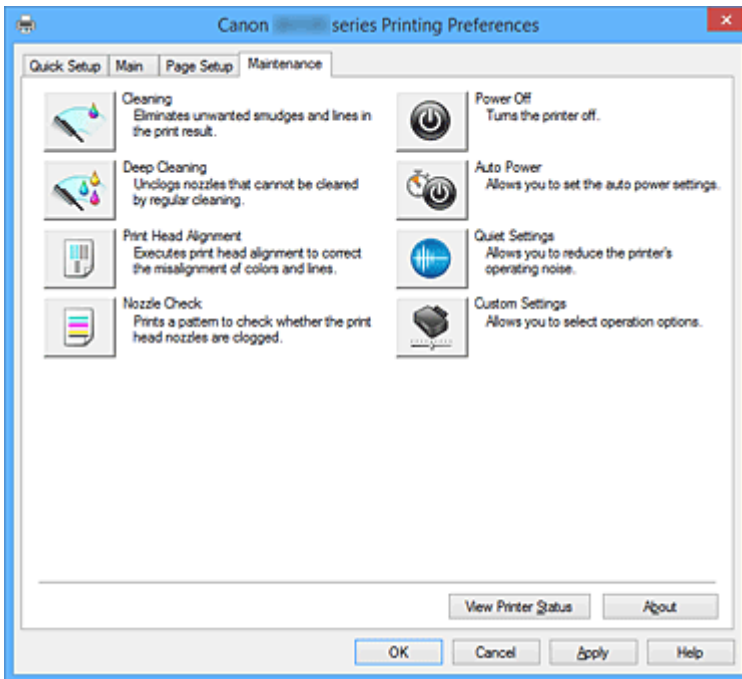 Canon series Printing Preferences
Quick Setup Main Page Setup Maintenance
Cleaning
Eliminates unwanted smudges and lines in
the print result.
Power Off
Turns the printer off.
Deep Cleaning
Unclogs nozzles that cannot be cleared
by regular cleaning.
Auto Power
Allows you to set the auto power settings.
Print Head Alignment
Executes print head alignment to correct
the misalignment of colors and lines.
Quiet Settings
Allows you to reduce the printer's
operating noise.
Nozzle Check
Prints a pattern to check whether the print
head nozzles are clogged.
Custom Settings
Allows you to select operation options.
View Printer Status About
OK Cancel Apply Help